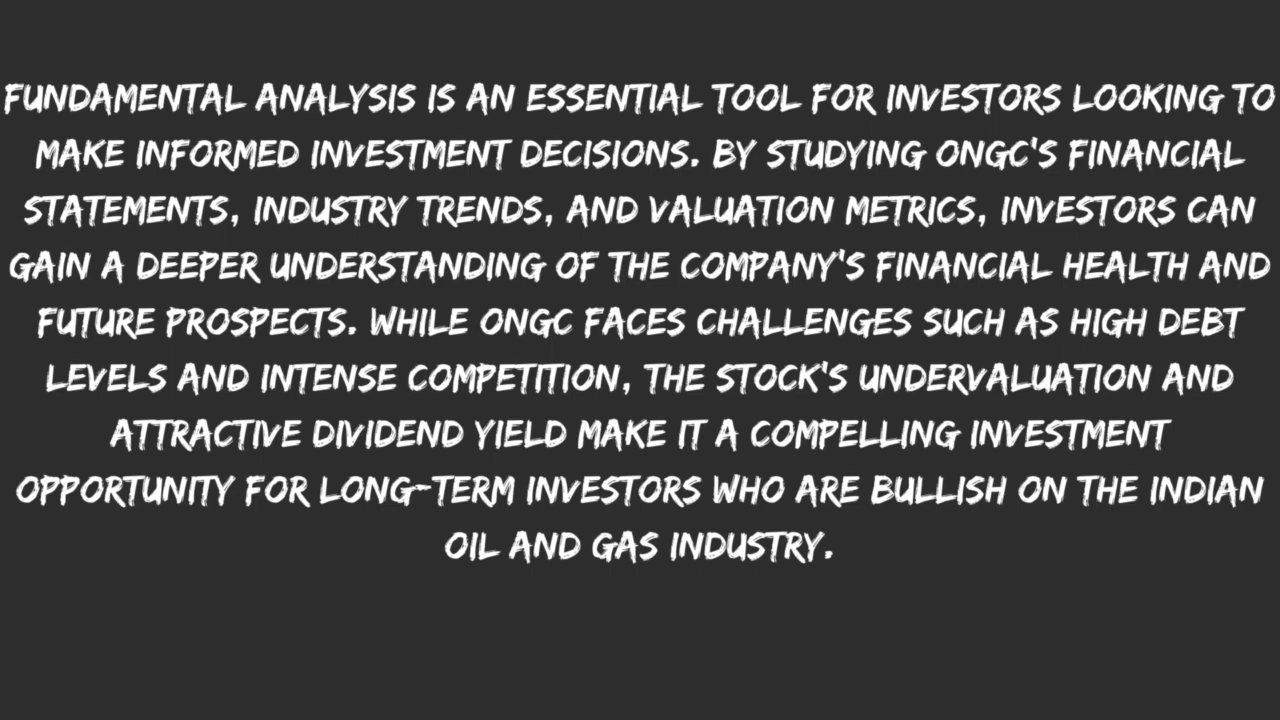 FUNDAMENTAL ANALYSIS IS AN ESSENTIAL TOOL FOR INVESTORS LOOKING TO
MAKE INFORMED INVESTMENT DECISIONS. BY STUDYING ONGC'S FINANCIAL
STATEMENTS, INDUSTRY TRENDS, AND VALUATION METRICS, INVESTORS CAN
GAIN A DEEPER UNDERSTANDING OF THE COMPANY'S FINANCIAL HEALTH AND
FUTURE PROSPECTS. WHILE ONGC FACES CHALLENGES SUCH AS HIGH DEBT
LEVELS AND INTENSE COMPETITION, THE STOCK'S UNDERVALUATION AND
ATTRACTIVE DIVIDEND YIELD MAKE IT A COMPELLING INVESTMENT
OPPORTUNITY FOR LONG-TERM INVESTORS WHO ARE BULLISH ON THE INDIAN
OIL AND GAS INDUSTRY.